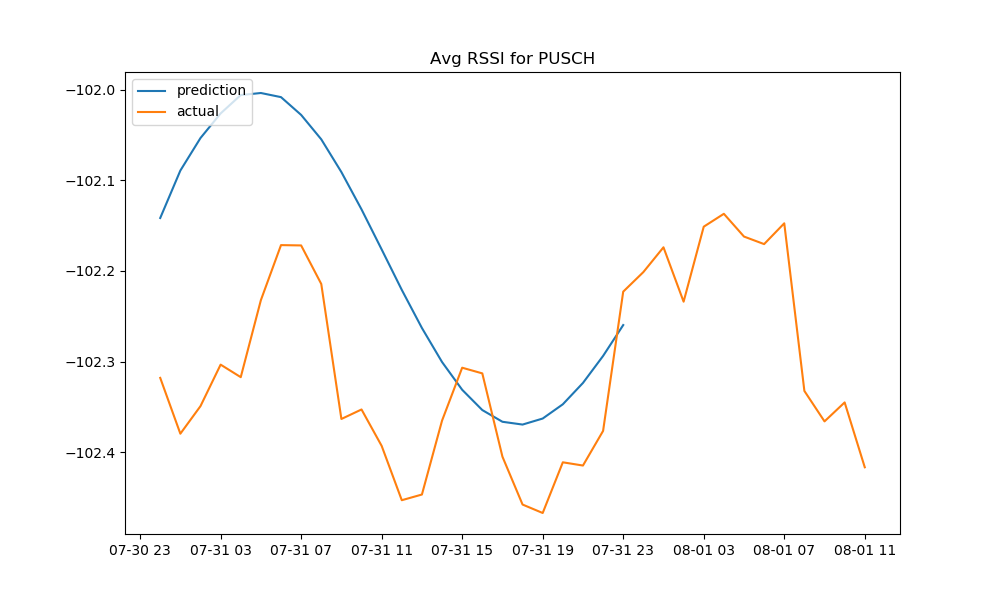 Avg RSSI for PUSCH
prediction
actual
−102.0
−102.1
−102.2
−102.3
−102.4
07-30 23 07-31 03 07-31 07 07-31 11 07-31 15 07-31 19 07-31 23 08-01 03 08-01 07 08-01 11